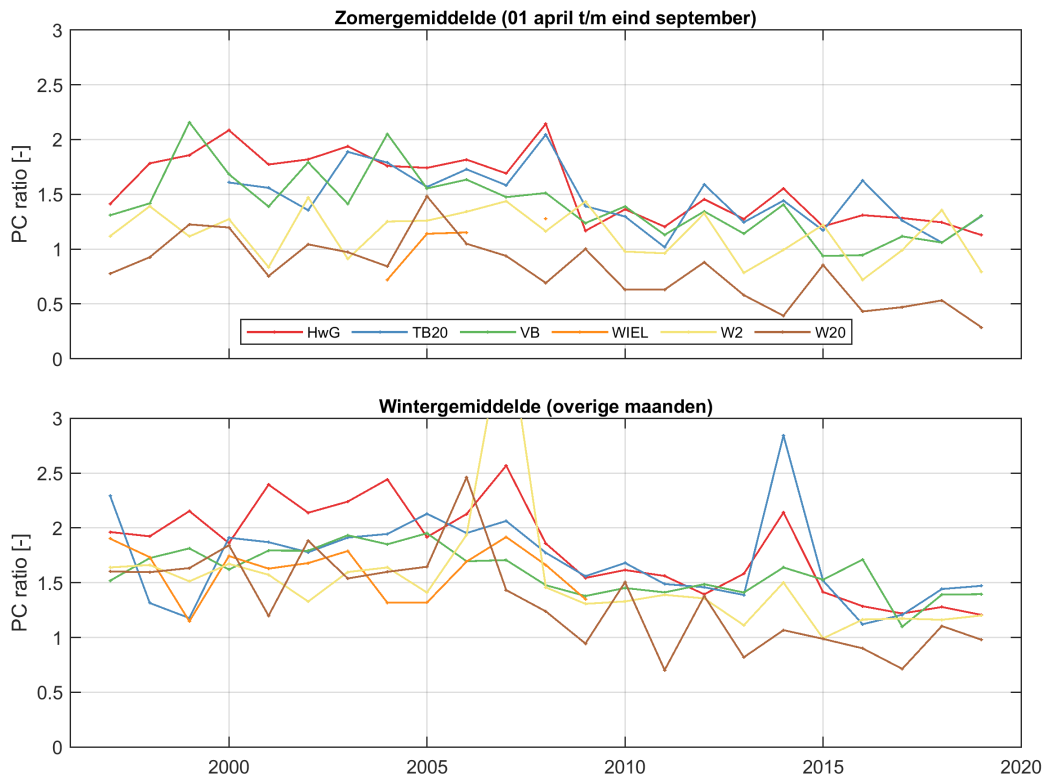 Zomergemiddelde (01 april t/m eind september)
3
2.5
2
1.5
1
0.5
0
PC ratio [-]
HwG TB20 VB WIEL W2 W20
Wintergemiddelde (overige maanden)
3
2.5
2
1.5
1
0.5
0
PC ratio [-]
2000 2005 2010 2015 2020